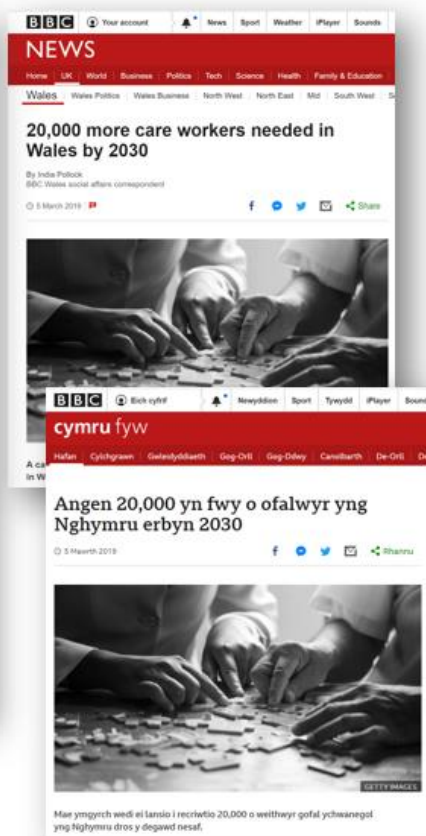 BBC Your account News Sport Weather iPlayer Sounds
NEWS
Home UK World Business Politics Tech Science Health Family & Education
Wales Wales Politics Wales Business North West North East Mid South West
20,000 more care workers needed in
Wales by 2030
By India Pollock
BBC Wales social affairs correspondent
5 March 2019
Share
A ca
in W
BBC Eich cyfrif Newyddion Sport Tywydd iPlayer Sound
cymru fyw
Hafan Cylchgrawn Gwleidyddiaeth Gog-Orll Gog-Ddwy Canolbarth De-Orll
Angen 20,000 yn fwy o ofalwyr yng
Nghymru erbyn 2030
5 Mawrth 2019
Rhannu
GETTY IMAGES
Mae ymgyrch wedi ei lansio i recriwtio 20,000 o weithwyr gofal ychwanegol
yng Nghymru dros y degawd nesaf.